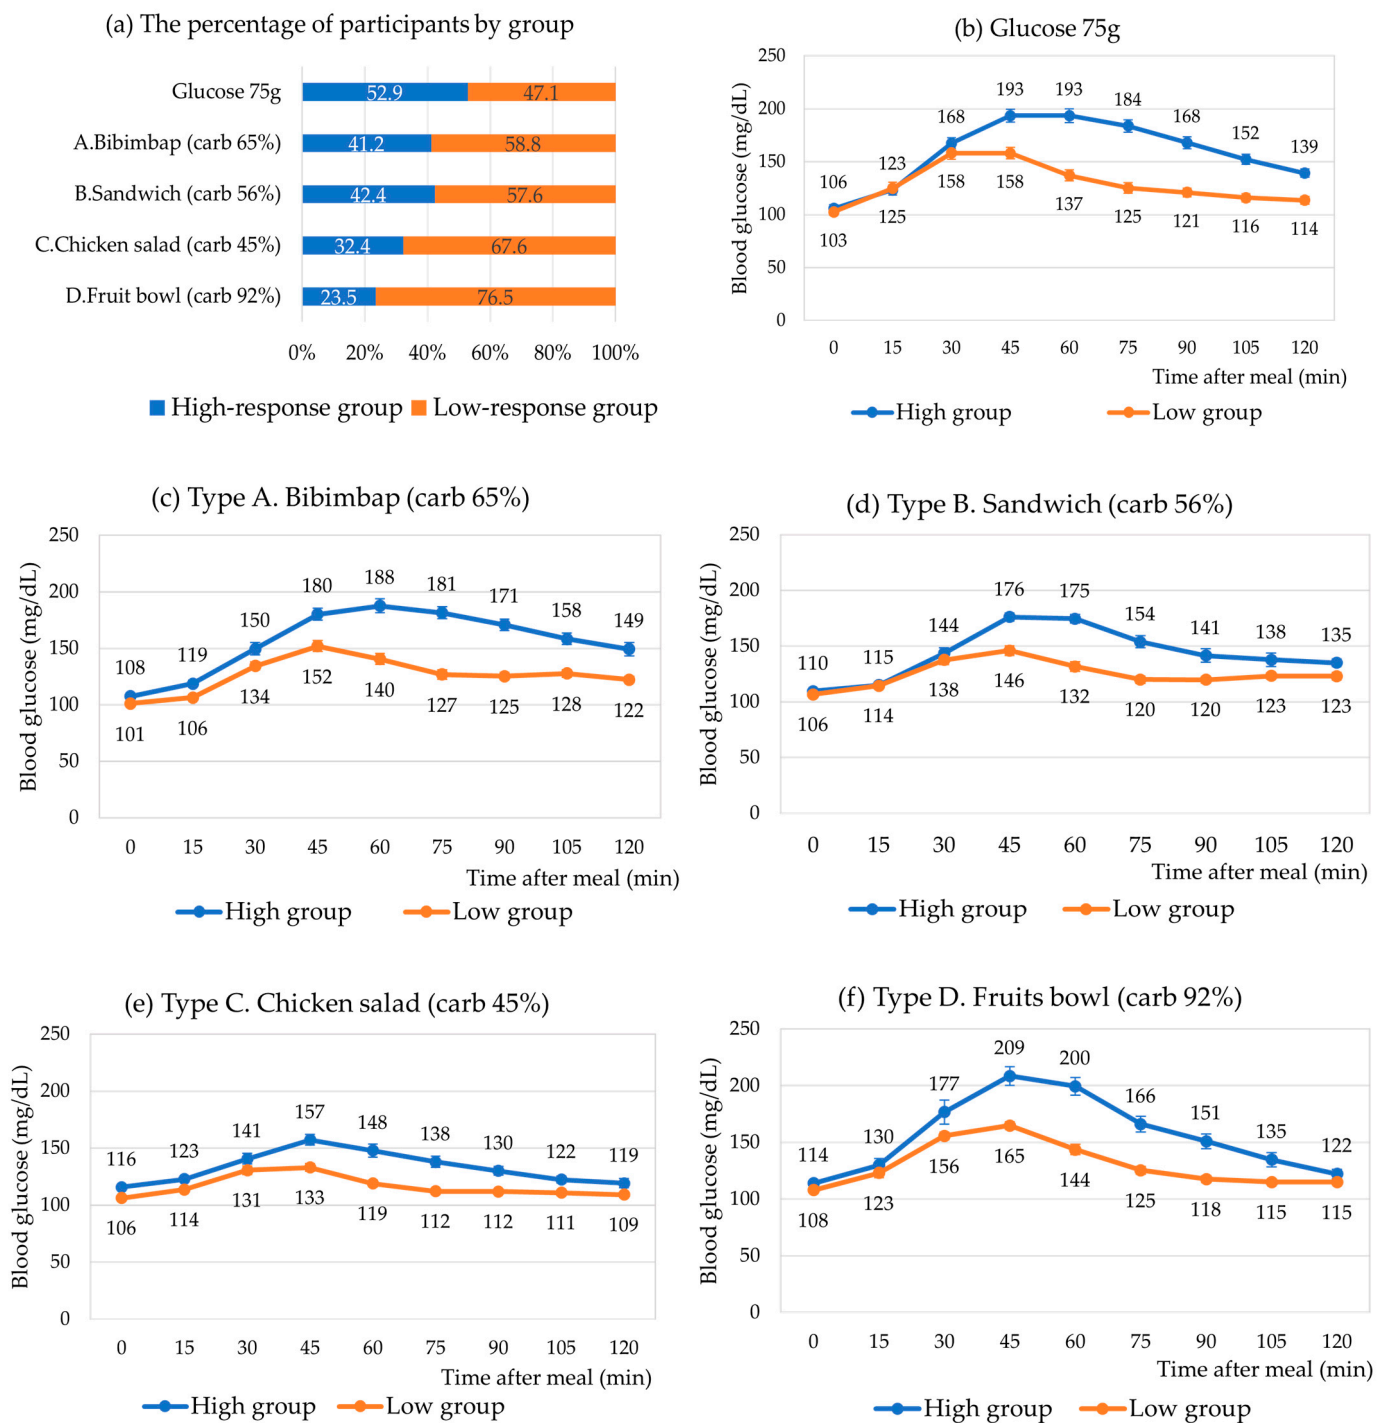 (a) The percentage of participants by group
Glucose 75g
52.9 47.1
A.Bibimbap (carb 65%)
41.2 58.8
B.Sandwich (carb 56%)
42.4 57.6
C.Chicken salad (carb 45%)
32.4 67.6
D.Fruit bowl (carb 92%)
23.5 76.5
0% 20% 40% 60% 80% 100%
High-response group Low-response group
(b) Glucose 75g
Blood glucose (mg/dL)
250
200
150
100
50
0
106 123 168 193 193 184 168 152 139
103 125 158 158 137 125 121 116 114
0 15 30 45 60 75 90 105 120
Time after meal (min)
High group Low group
(c) Type A. Bibimbap (carb 65%)
Blood glucose (mg/dL)
250
200
150
100
50
0
108 119 150 180 188 181 171 158 149
101 106 134 152 140 127 125 128 122
0 15 30 45 60 75 90 105 120
Time after meal (min)
High group Low group
(d) Type B. Sandwich (carb 56%)
Blood glucose (mg/dL)
250
200
150
100
50
0
110 115 144 176 175 154 141 138 135
106 114 138 146 132 120 120 123 123
0 15 30 45 60 75 90 105 120
Time after meal (min)
High group Low group
(e) Type C. Chicken salad (carb 45%)
Blood glucose (mg/dL)
250
200
150
100
50
0
116 123 141 157 148 138 130 122 119
106 114 131 133 119 112 112 111 109
0 15 30 45 60 75 90 105 120
Time after meal (min)
High group Low group
(f) Type D. Fruits bowl (carb 92%)
Blood glucose (mg/dL)
250
200
150
100
50
0
114 130 177 209 200 166 151 135 122
108 123 156 165 144 125 118 115 115
0 15 30 45 60 75 90 105 120
Time after meal (min)
High group Low group